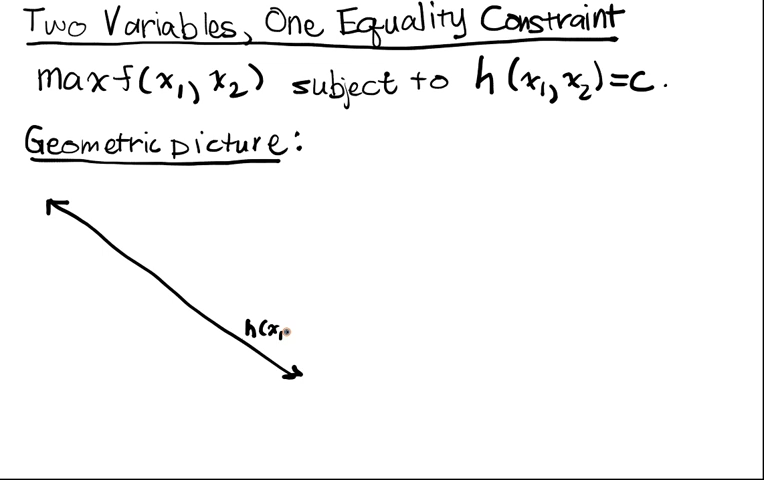 Two Variables, One Equality Constraint
max f(x₁, x₂) subject to h(x₁, x₂)=c.
Geometric picture:
h(x₁